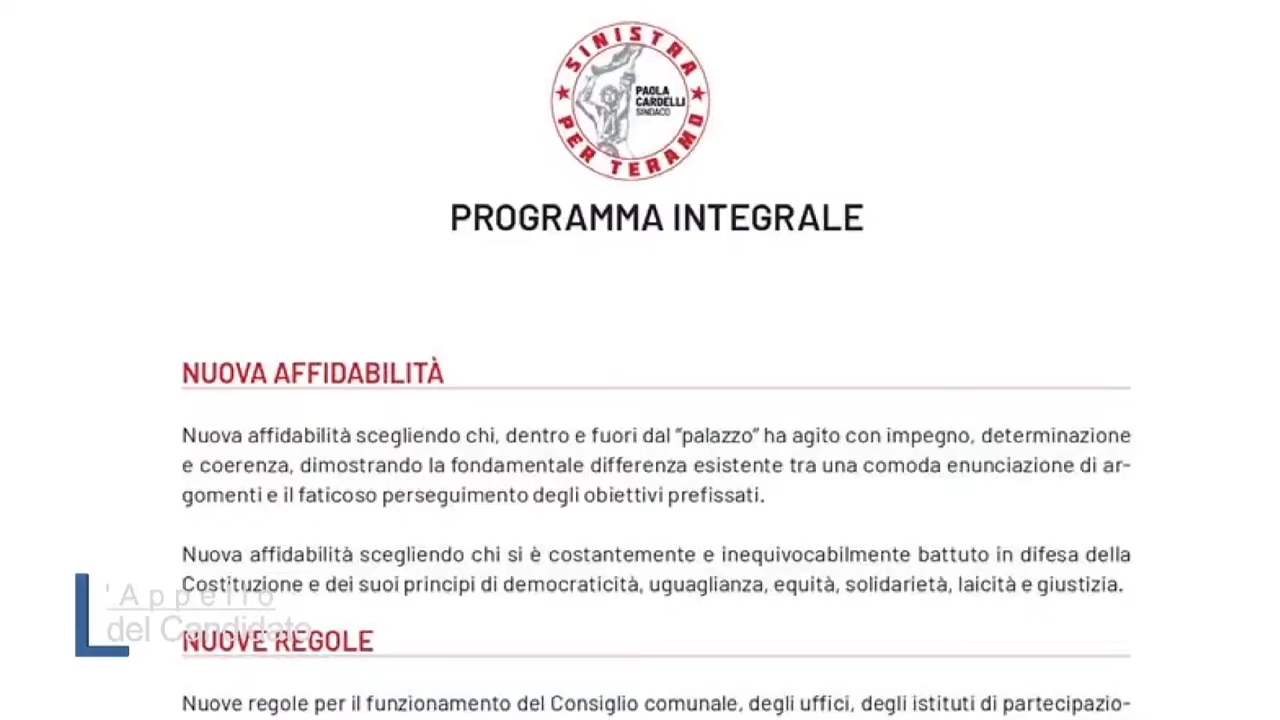 SINISTRA
PAOLA
CARDELLI
SINDACO
PER TERAMO
PROGRAMMA INTEGRALE
NUOVA AFFIDABILITÀ
Nuova affidabilità scegliendo chi, dentro e fuori dal “palazzo” ha agito con impegno, determinazione
e coerenza, dimostrando la fondamentale differenza esistente tra una comoda enunciazione di ar-
gomenti e il faticoso perseguimento degli obiettivi prefissati.
Nuova affidabilità scegliendo chi si è costantemente e inequivocabilmente battuto in difesa della
Costituzione e dei suoi principi di democraticità, uguaglianza, equità, solidarietà, laicità e giustizia.
L'Appello
del Candidato
NUOVE REGOLE
Nuove regole per il funzionamento del Consiglio comunale, degli uffici, degli istituti di partecipazio-